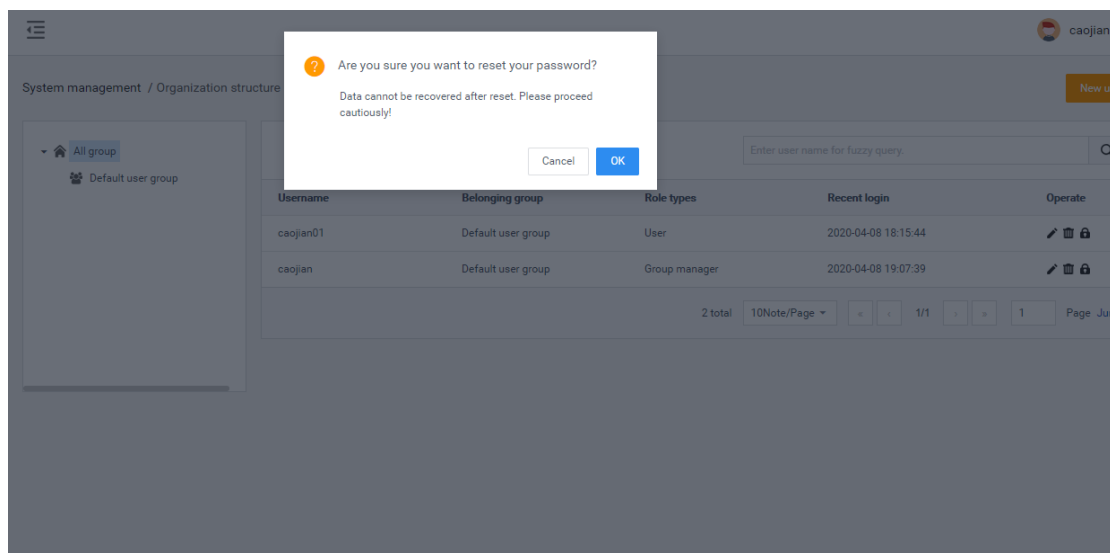 caojian
Are you sure you want to reset your password?
Data cannot be recovered after reset. Please proceed
cautiously!
Cancel OK
System management / Organization structure
New
All group
Default user group
Enter user name for fuzzy query.
Username Belonging group Role types Recent login Operate
caojian01 Default user group User 2020-04-08 18:15:44
caojian Default user group Group manager 2020-04-08 19:07:39
2 total 10Note/Page « ‹ 1/1 › » 1 Page